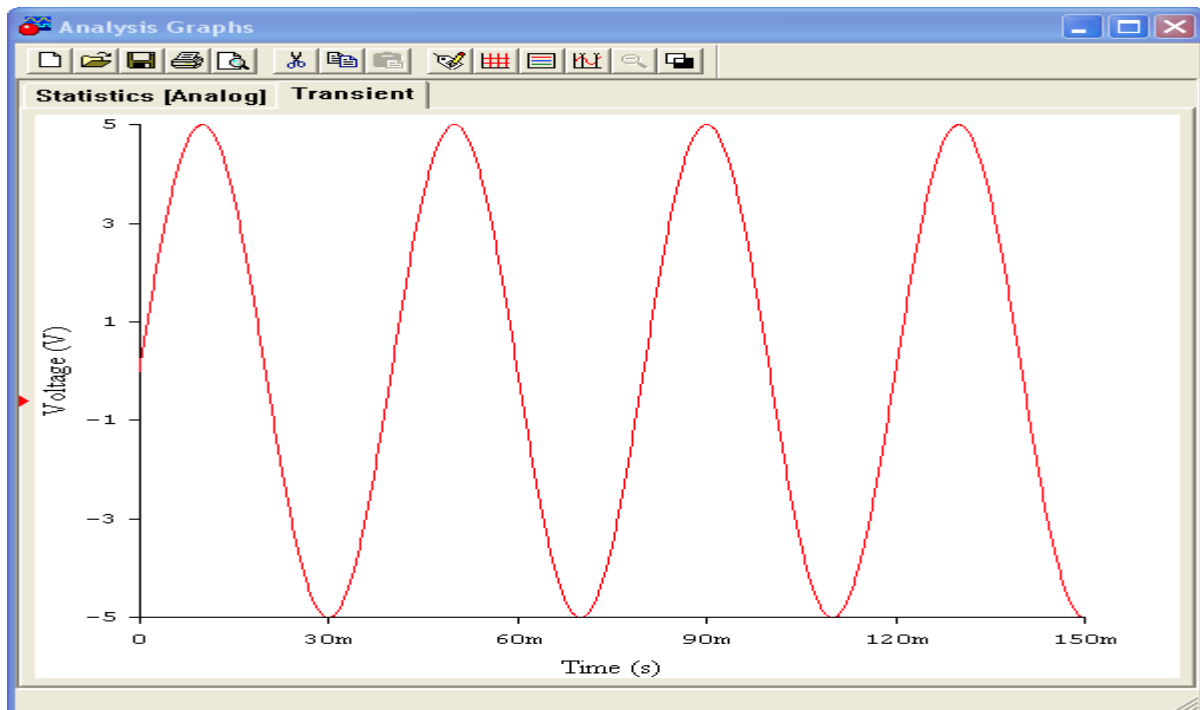 Analysis Graphs
Statistics [Analog] Transient
5
3
1
-1
-3
-5
Voltage (V)
0 30m 60m 90m 120m 150m
Time (s)